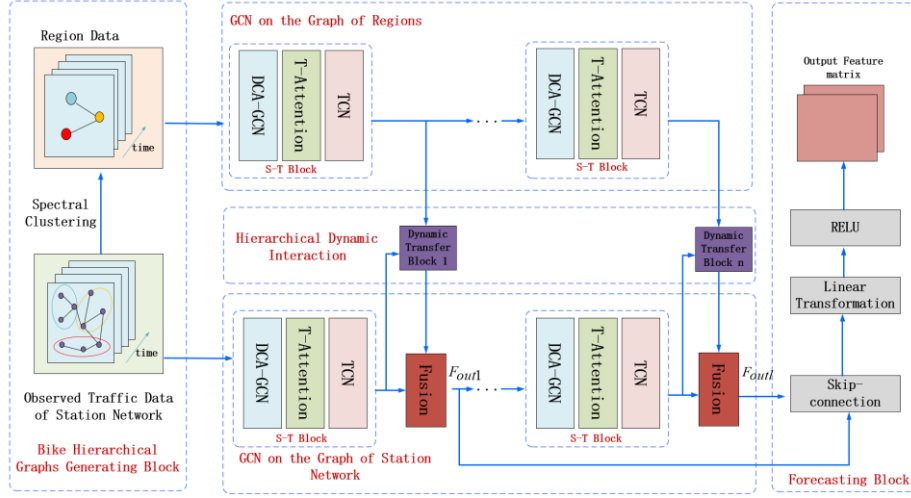 Region Data
time
Spectral
Clustering
time
Observed Traffic Data
of Station Network
Bike Hierarchical
Graphs Generating Block
GCN on the Graph of Regions
DCA-GCN
T-Attention
TCN
S-T Block
...
DCA-GCN
T-Attention
TCN
S-T Block
Hierarchical Dynamic
Interaction
Dynamic
Transfer
Block 1
Dynamic
Transfer
Block n
DCA-GCN
T-Attention
TCN
S-T Block
Fusion
Fout1
...
DCA-GCN
T-Attention
TCN
S-T Block
Fusion
Foutl
GCN on the Graph of Station
Network
Output Feature
matrix
RELU
Linear
Transformation
Skip-
connection
Forecasting Block